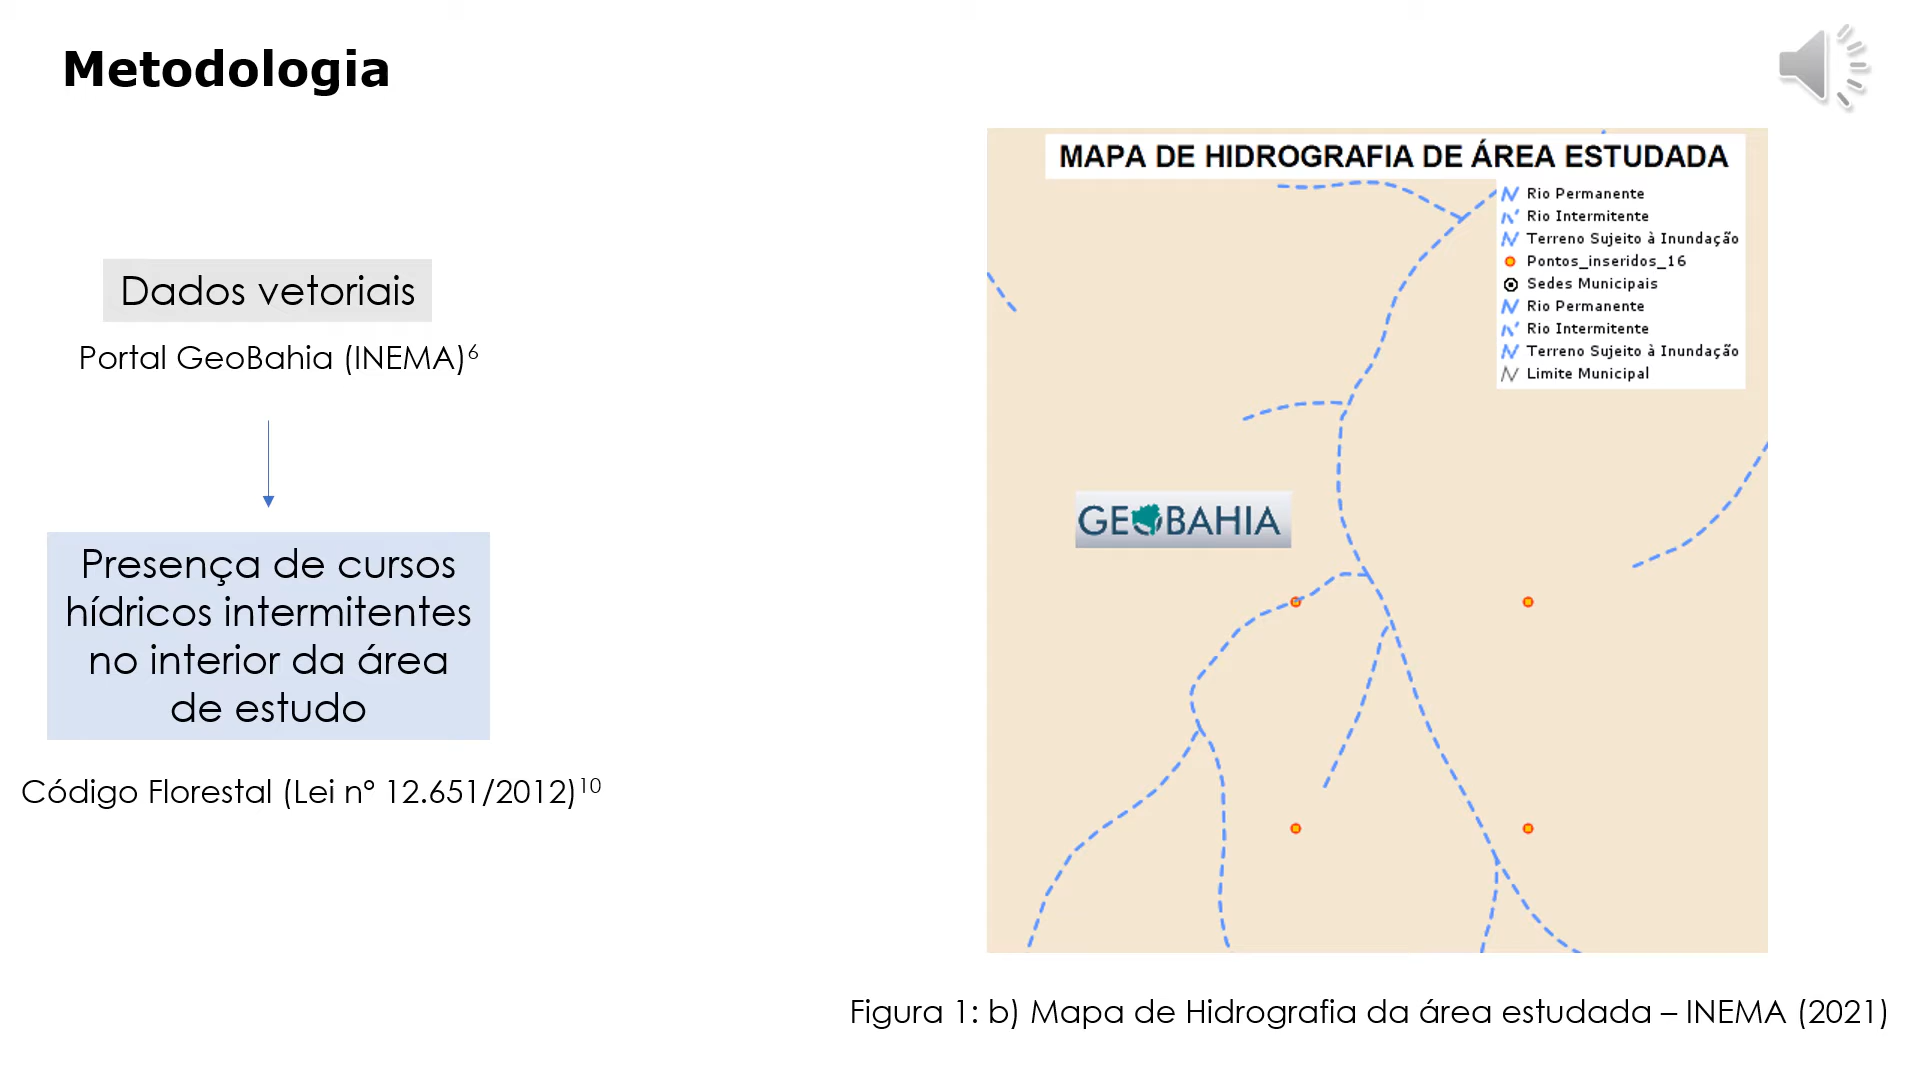 Metodologia
Dados vetoriais
Portal GeoBahia (INEMA)⁶
Presença de cursos
hídricos intermitentes
no interior da área
de estudo
Código Florestal (Lei n° 12.651/2012)¹⁰
MAPA DE HIDROGRAFIA DE ÁREA ESTUDADA
Rio Permanente
Rio Intermitente
Terreno Sujeito à Inundação
Pontos_inseridos_16
Sedes Municipais
Rio Permanente
Rio Intermitente
Terreno Sujeito à Inundação
Limite Municipal
GEOBAHIA
Figura 1: b) Mapa de Hidrografia da área estudada – INEMA (2021)